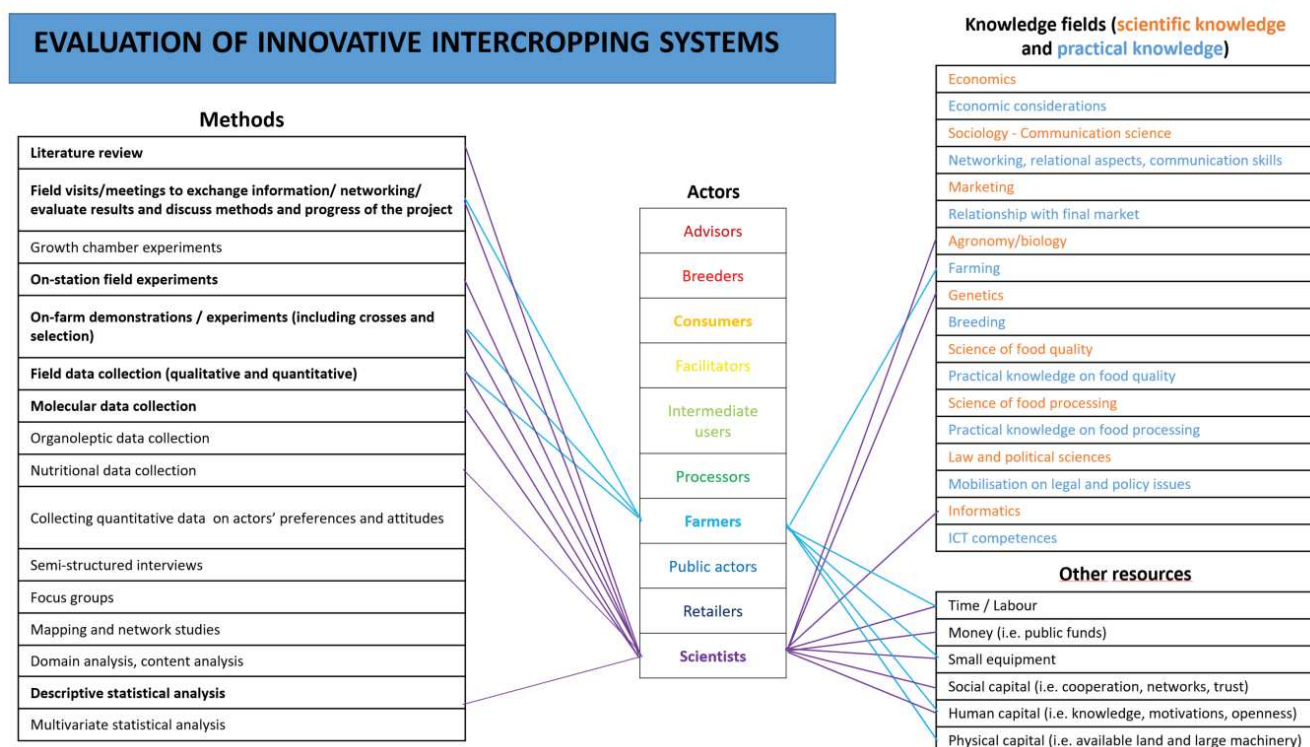 EVALUATION OF INNOVATIVE INTERCROPPING SYSTEMS
Methods
Literature review
Field visits/meetings to exchange information/ networking/
evaluate results and discuss methods and progress of the project
Growth chamber experiments
On-station field experiments
On-farm demonstrations / experiments (including crosses and
selection)
Field data collection (qualitative and quantitative)
Molecular data collection
Organoleptic data collection
Nutritional data collection
Collecting quantitative data on actors' preferences and attitudes
Semi-structured interviews
Focus groups
Mapping and network studies
Domain analysis, content analysis
Descriptive statistical analysis
Multivariate statistical analysis
Actors
Advisors
Breeders
Consumers
Facilitators
Intermediate
users
Processors
Farmers
Public actors
Retailers
Scientists
Knowledge fields (scientific knowledge
and practical knowledge)
Economics
Economic considerations
Sociology - Communication science
Networking, relational aspects, communication skills
Marketing
Relationship with final market
Agronomy/biology
Farming
Genetics
Breeding
Science of food quality
Practical knowledge on food quality
Science of food processing
Practical knowledge on food processing
Law and political sciences
Mobilisation on legal and policy issues
Informatics
ICT competences
Other resources
Time / Labour
Money (i.e. public funds)
Small equipment
Social capital (i.e. cooperation, networks, trust)
Human capital (i.e. knowledge, motivations, openness)
Physical capital (i.e. available land and large machinery)